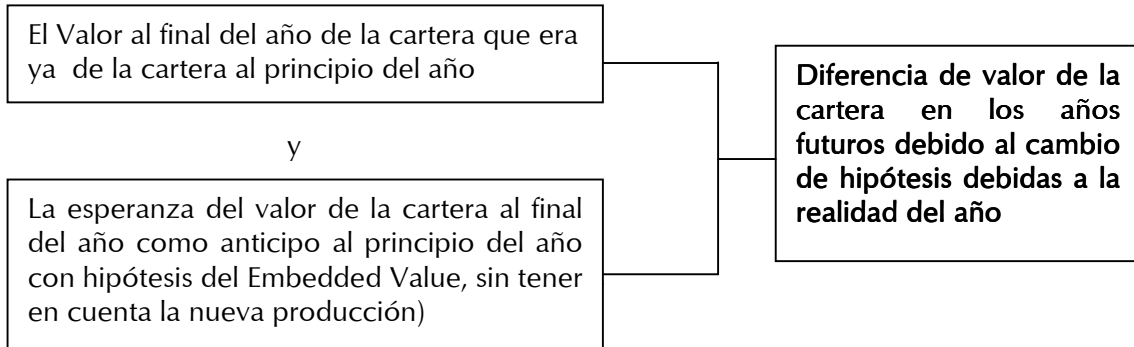 El Valor al final del año de la cartera que era
ya de la cartera al principio del año
y
La esperanza del valor de la cartera al final
del año como anticipo al principio del año
con hipótesis del Embedded Value, sin tener
en cuenta la nueva producción)
Diferencia de valor de la
cartera en los años
futuros debido al cambio
de hipótesis debidas a la
realidad del año